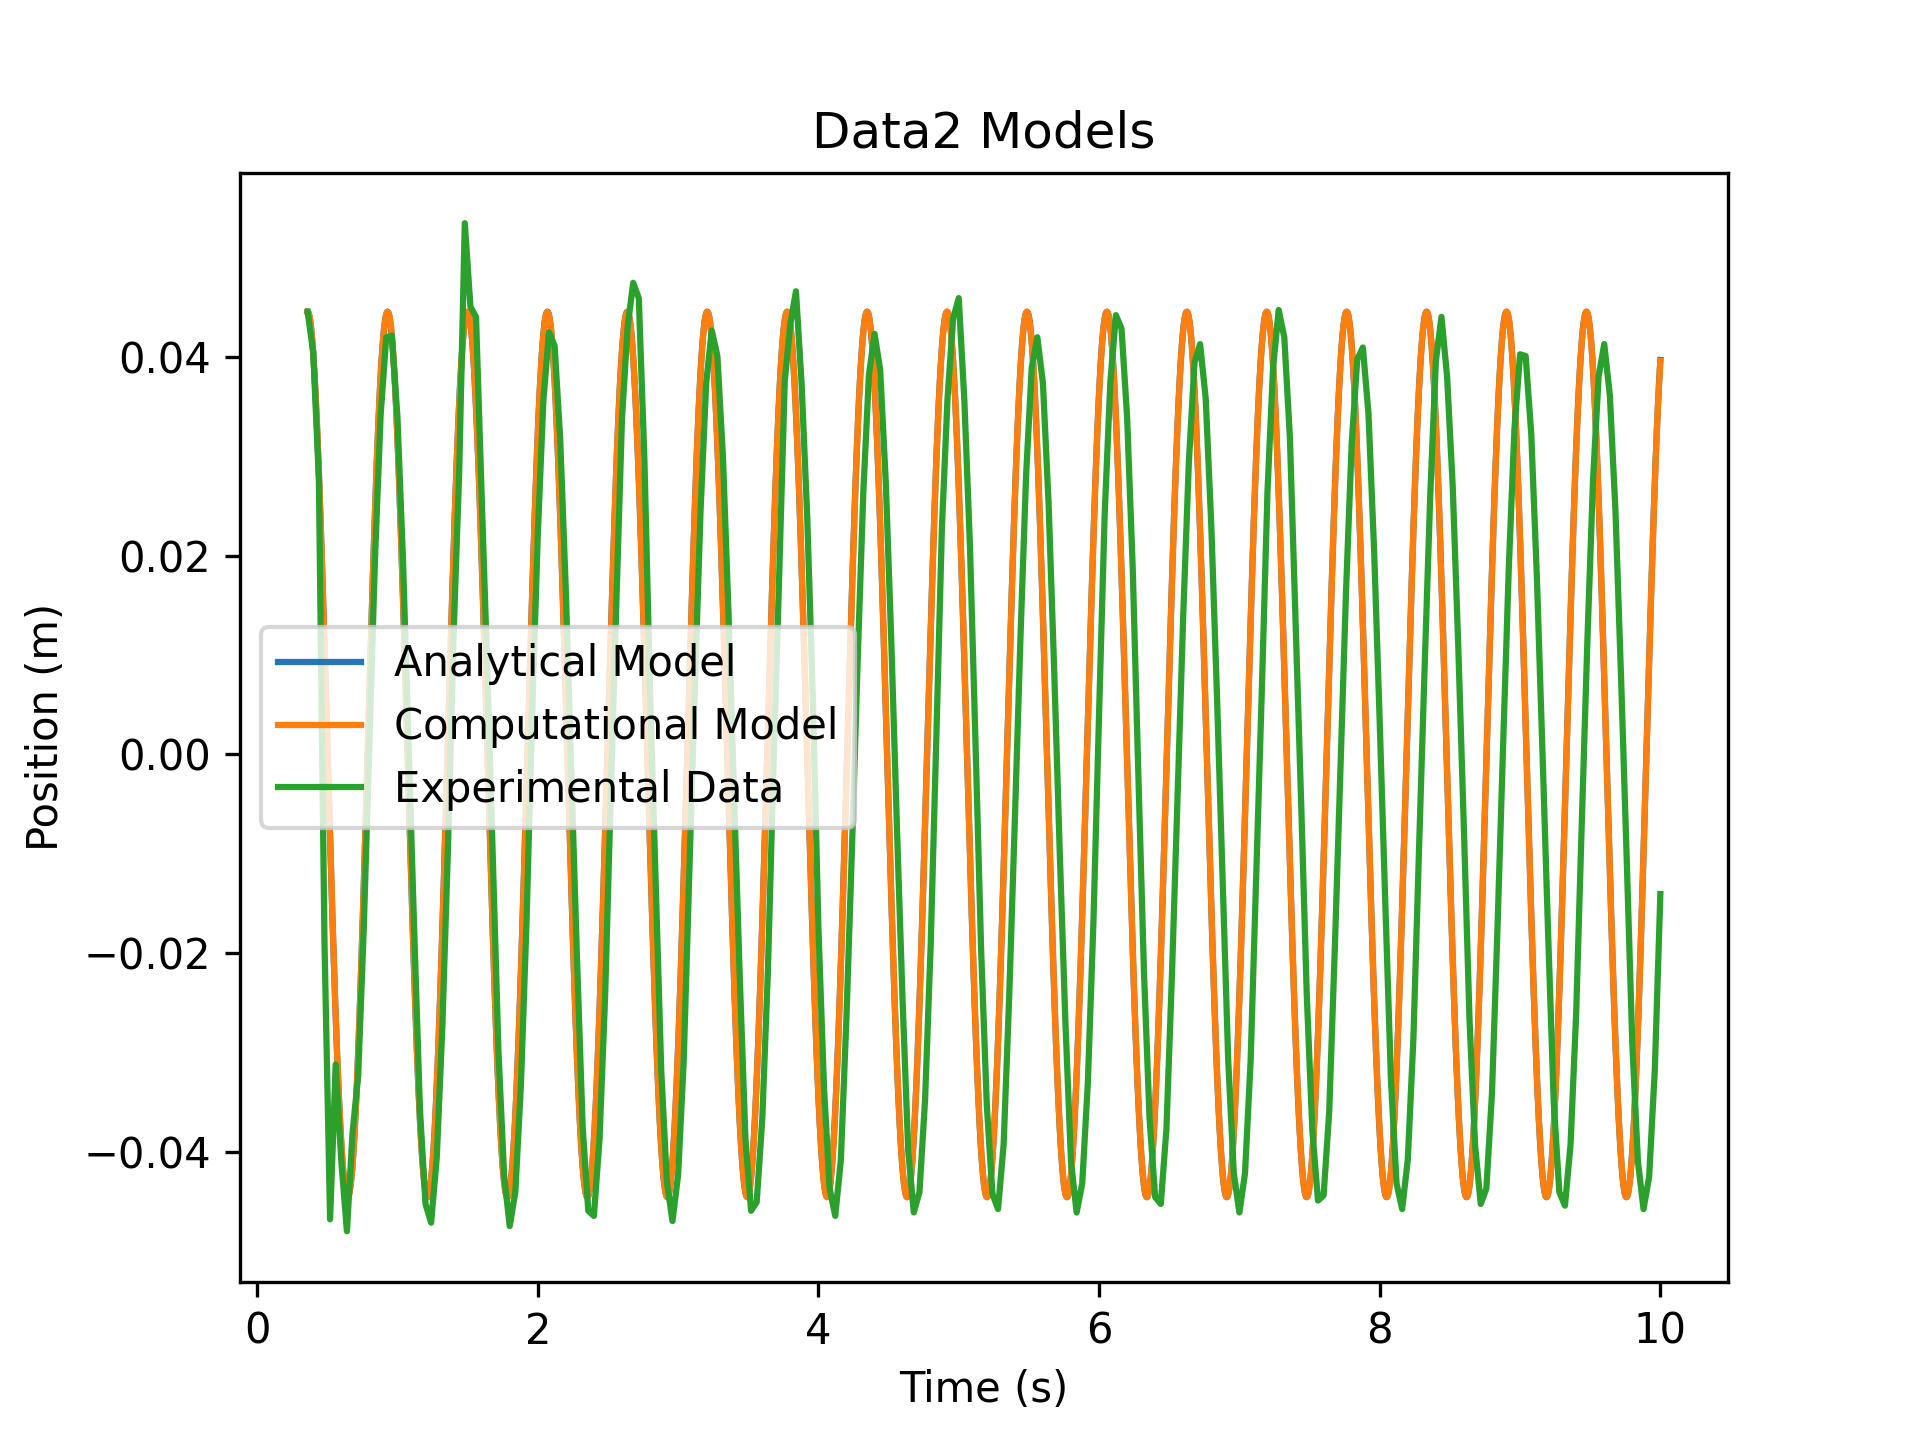 Data2 Models
Position (m)
0.04
0.02
0.00
−0.02
−0.04
Analytical Model
Computational Model
Experimental Data
0 2 4 6 8 10
Time (s)